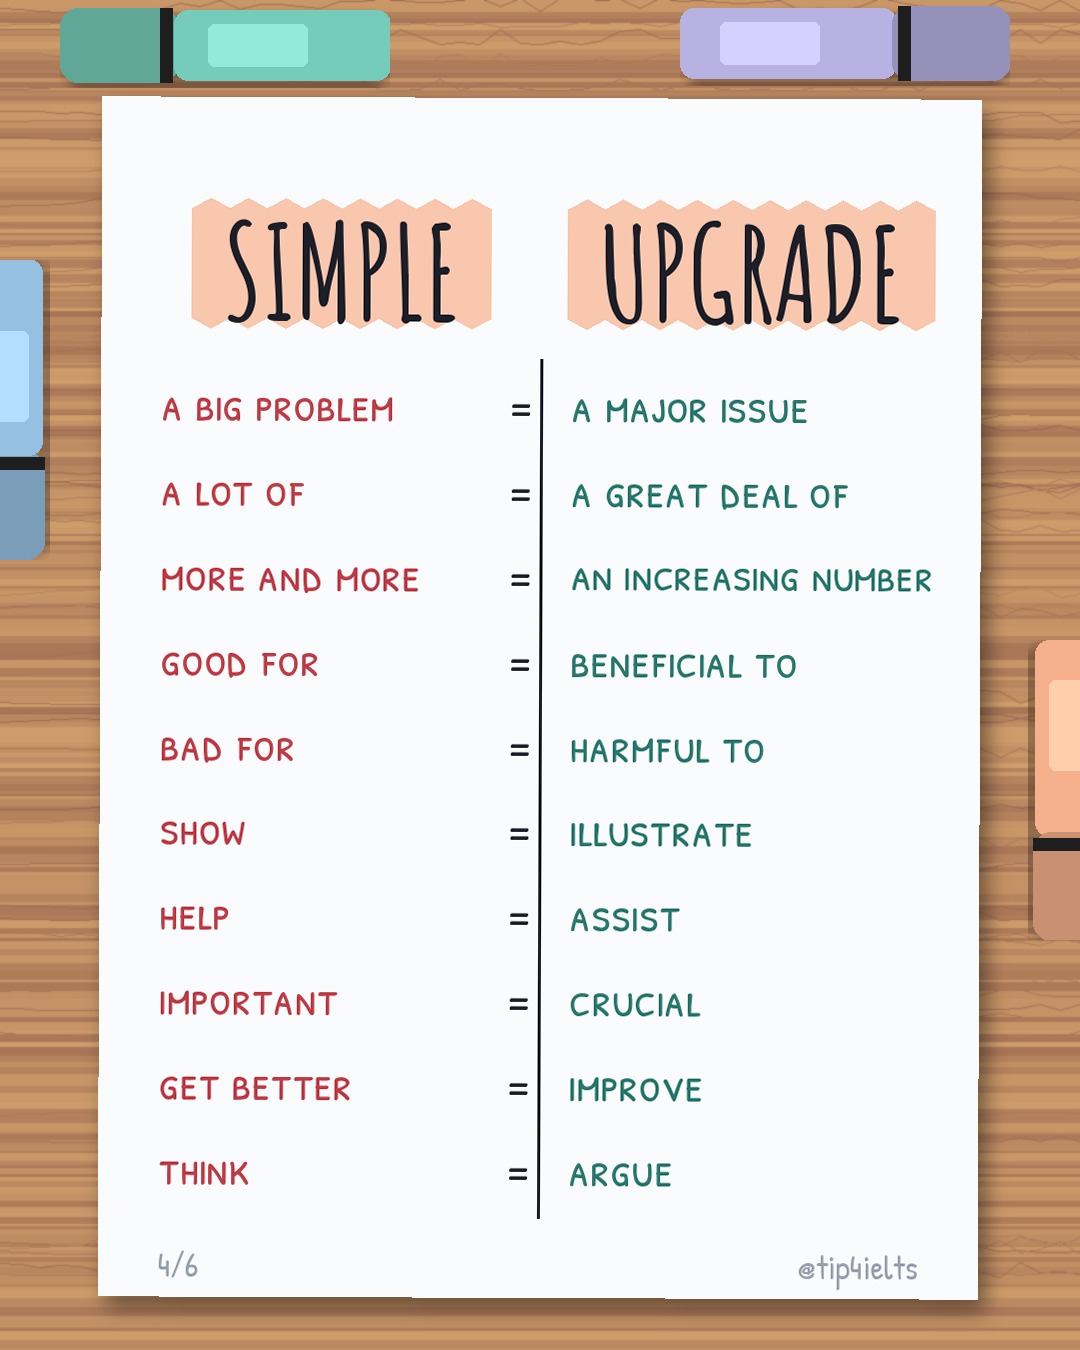 SIMPLE UPGRADE
A BIG PROBLEM = A MAJOR ISSUE
A LOT OF = A GREAT DEAL OF
MORE AND MORE = AN INCREASING NUMBER
GOOD FOR = BENEFICIAL TO
BAD FOR = HARMFUL TO
SHOW = ILLUSTRATE
HELP = ASSIST
IMPORTANT = CRUCIAL
GET BETTER = IMPROVE
THINK = ARGUE
4/6 @tip4ielts